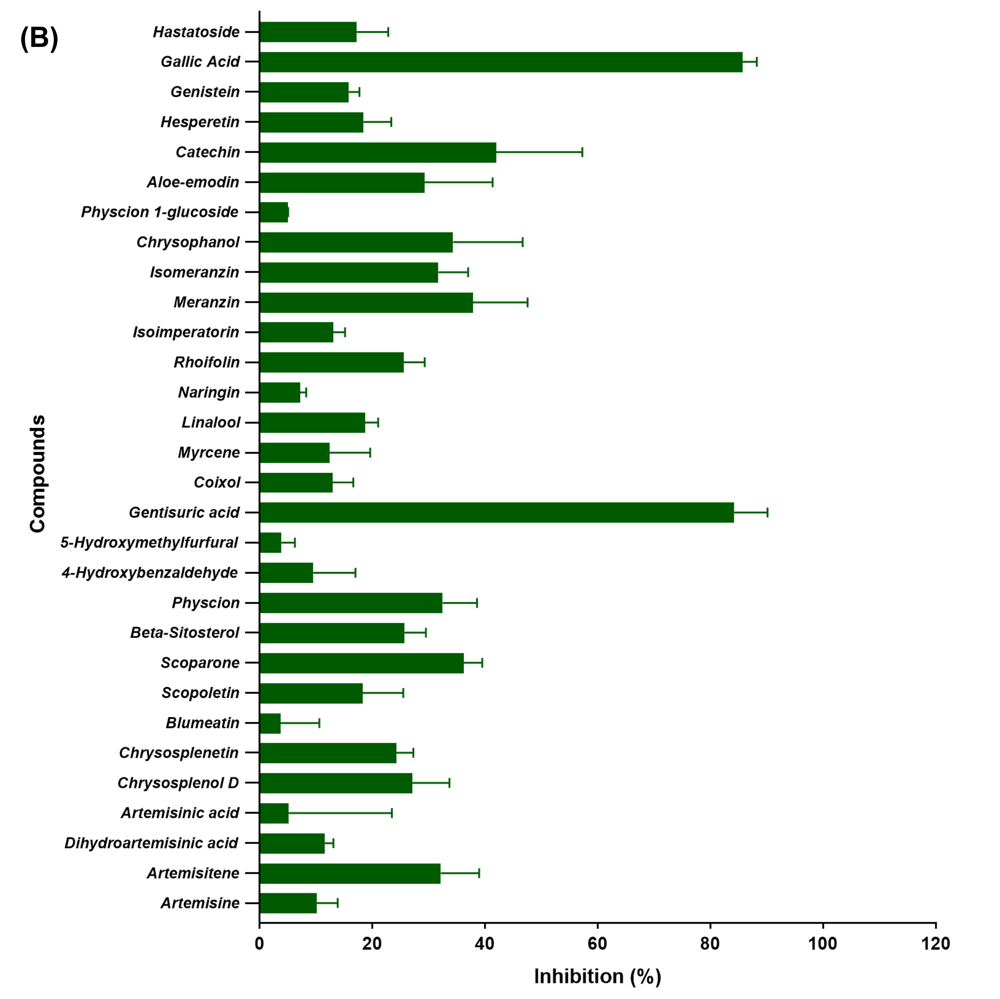 (B)
Hastatoside
Gallic Acid
Genistein
Hesperetin
Catechin
Aloe-emodin
Physcion 1-glucoside
Chrysophanol
Isomeranzin
Meranzin
Isoimperatorin
Rhoifolin
Naringin
Linalool
Myrcene
Coixol
Gentisuric acid
5-Hydroxymethylfurfural
4-Hydroxybenzaldehyde
Physcion
Beta-Sitosterol
Scoparone
Scopoletin
Blumeatin
Chrysosplenetin
Chrysosplenol D
Artemisinic acid
Dihydroartemisinic acid
Artemisitene
Artemisine
Compounds
0 20 40 60 80 100 120
Inhibition (%)